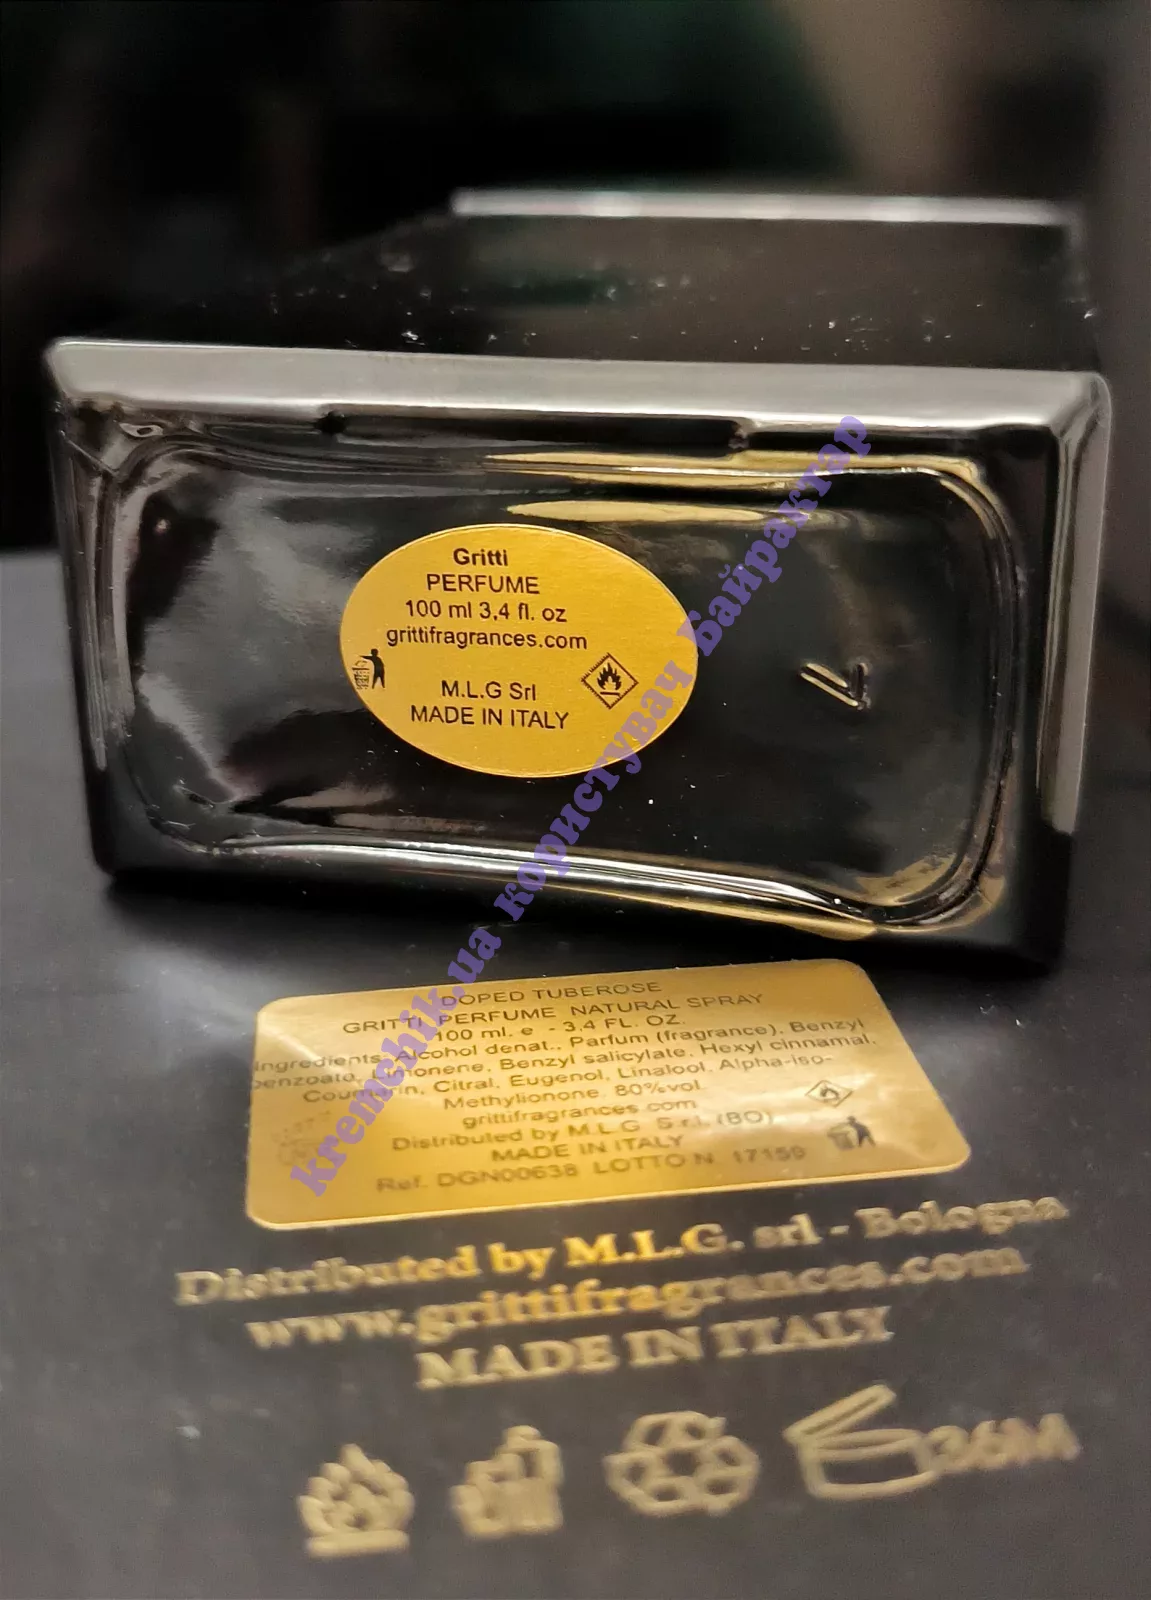 Gritti
PERFUME
100 ml 3,4 fl. oz
grittifragrances.com
M.L.G Srl
MADE IN ITALY
kremchik.ua користувач Байрактар
DOPED TUBEROSE
GRITTI PERFUME NATURAL SPRAY
100 ml. e - 3.4 FL. OZ.
Ingredients: Alcohol denat., Parfum (fragrance), Benzyl
benzoato, Limonene, Benzyl salicylate, Hexyl cinnamal,
Coumarin, Citral, Eugenol, Linalool, Alpha-iso-
Methylionone. 80%vol.
grittifragrances.com
Distributed by M.L.G. S.r.l. (BO)
MADE IN ITALY
Ref. DGN00638 LOTTO N. 17159
Distributed by M.L.G. srl - Bologna
www.grittifragrances.com
MADE IN ITALY
36M